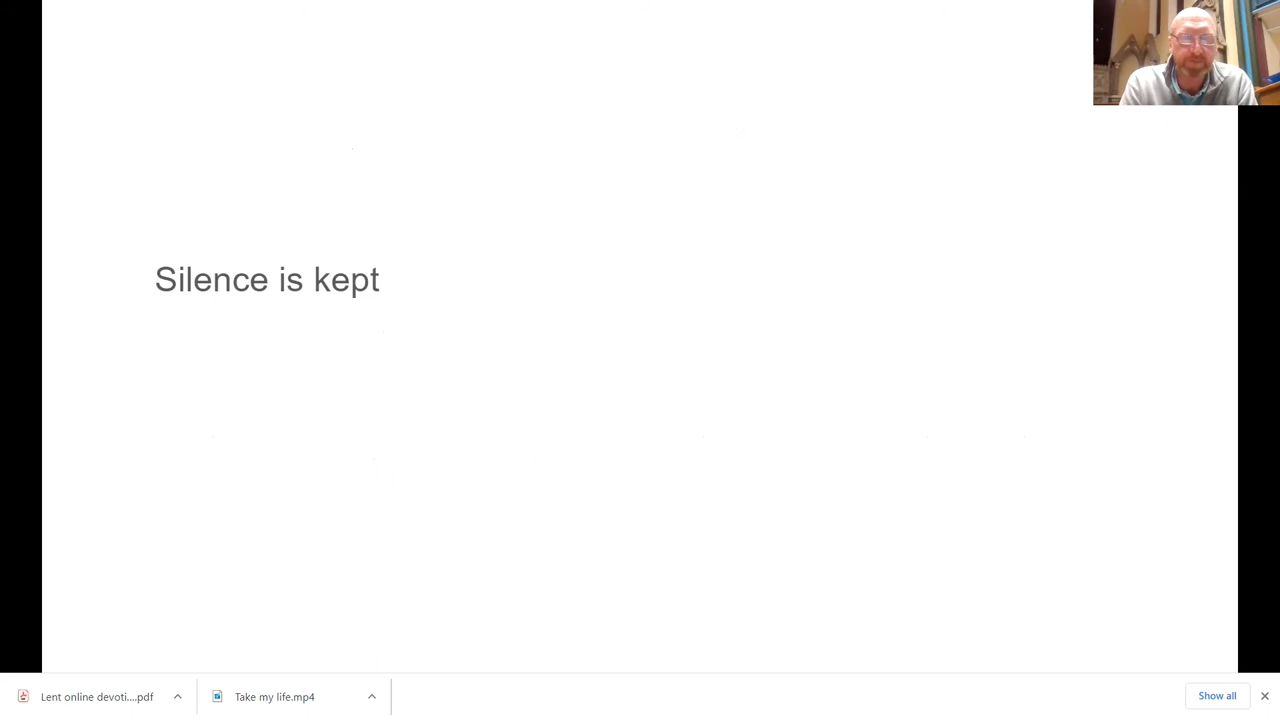 Silence is kept
Lent online devoti....pdf
Take my life.mp4
Show all